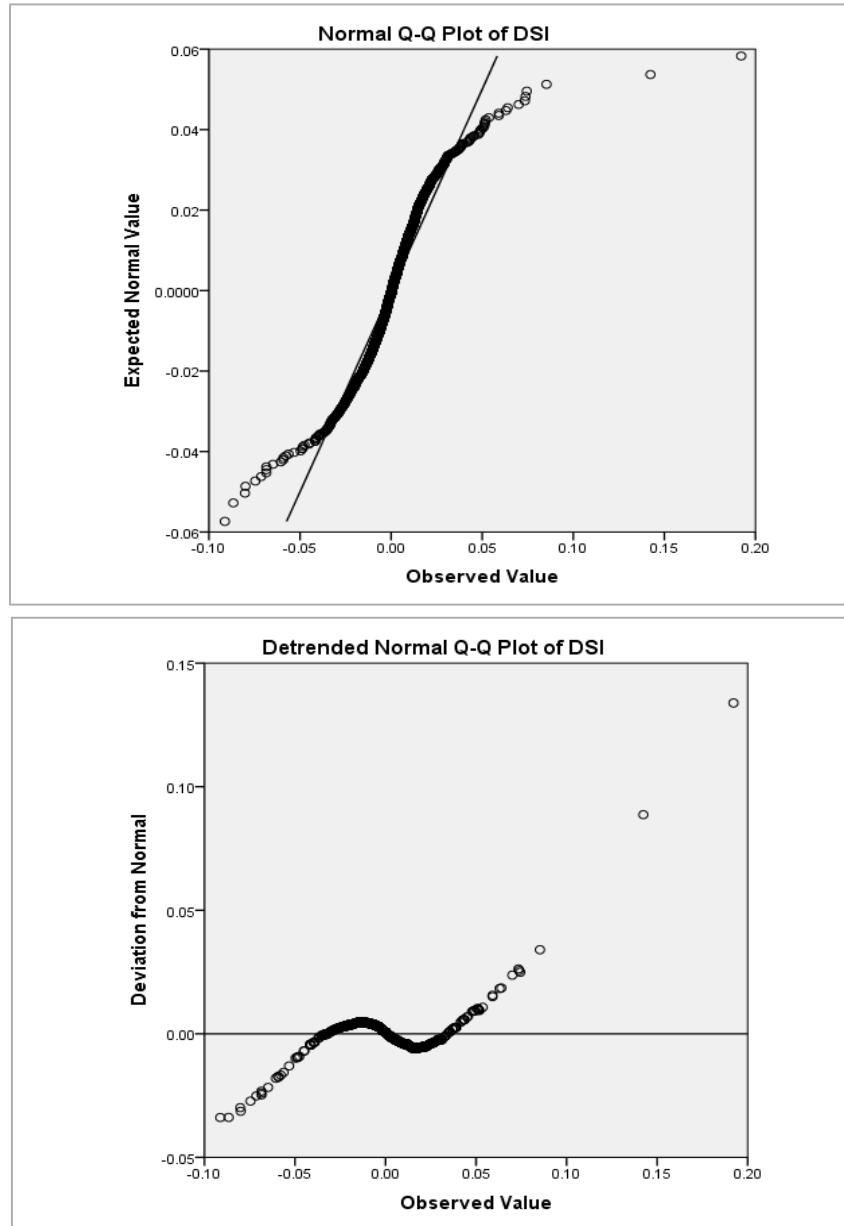 Normal Q-Q Plot of DSI
Expected Normal Value
0.06
0.04
0.02
0.0000
-0.02
-0.04
-0.06
-0.10 -0.05 0.00 0.05 0.10 0.15 0.20
Observed Value
Detrended Normal Q-Q Plot of DSI
Deviation from Normal
0.15
0.10
0.05
0.00
-0.05
-0.10 -0.05 0.00 0.05 0.10 0.15 0.20
Observed Value